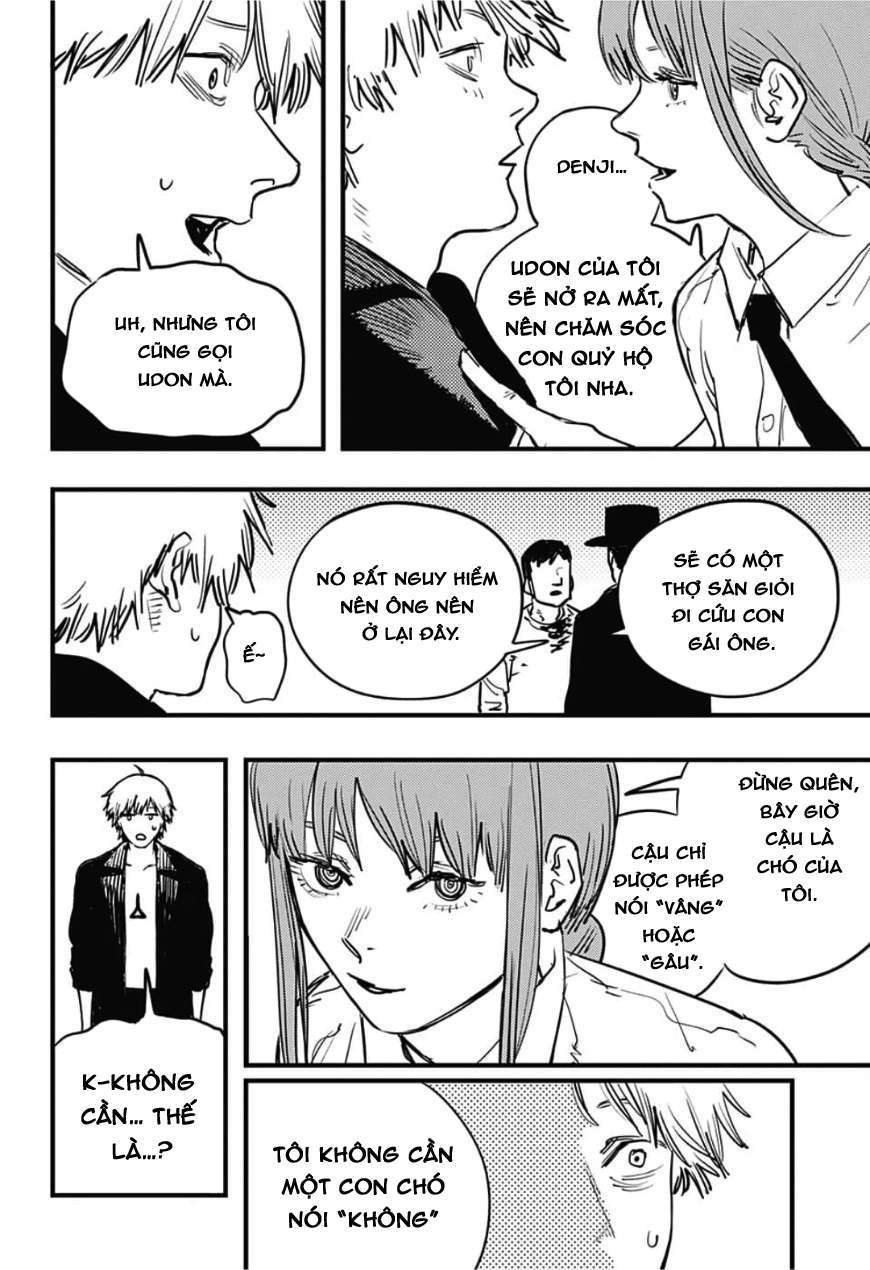 DENJI...
UDON CỦA TÔI
SẼ NỞ RA MẤT,
NÊN CHĂM SÓC
CON QUỶ HỘ
TÔI NHA.
UH, NHƯNG TÔI
CŨNG GỌI
UDON MÀ.
SẼ CÓ MỘT
THỢ SĂN GIỎI
ĐI CỨU CON
GÁI ÔNG.
NÓ RẤT NGUY HIỂM
NÊN ÔNG NÊN
Ở LẠI ĐÂY.
Ế~
ĐỪNG QUÊN,
BÂY GIỜ
CẬU LÀ
CHÓ CỦA
TÔI.
CẬU CHỈ
ĐƯỢC PHÉP
NÓI "VÂNG"
HOẶC
"GÂU".
K-KHÔNG
CẦN... THẾ
LÀ...?
TÔI KHÔNG CẦN
MỘT CON CHÓ
NÓI "KHÔNG"